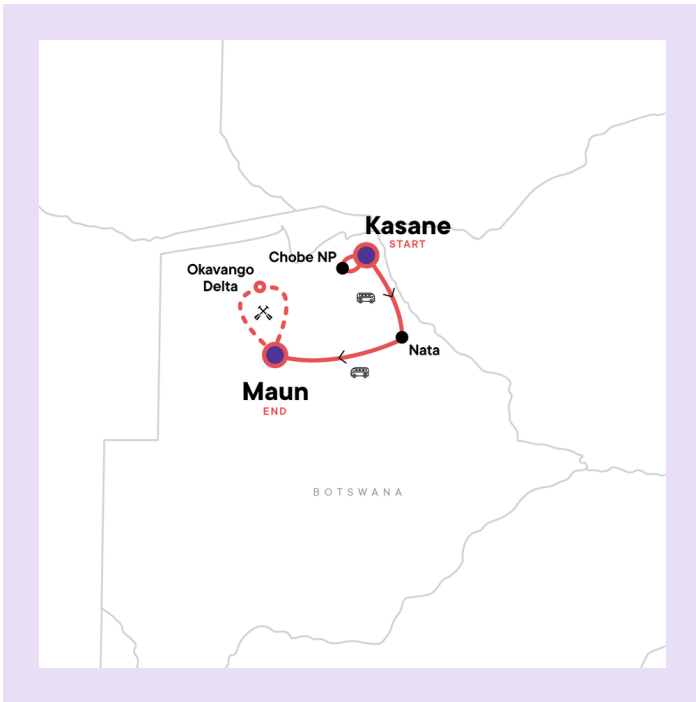 Kasane
START
Chobe NP
Okavango
Delta
Nata
Maun
END
BOTSWANA